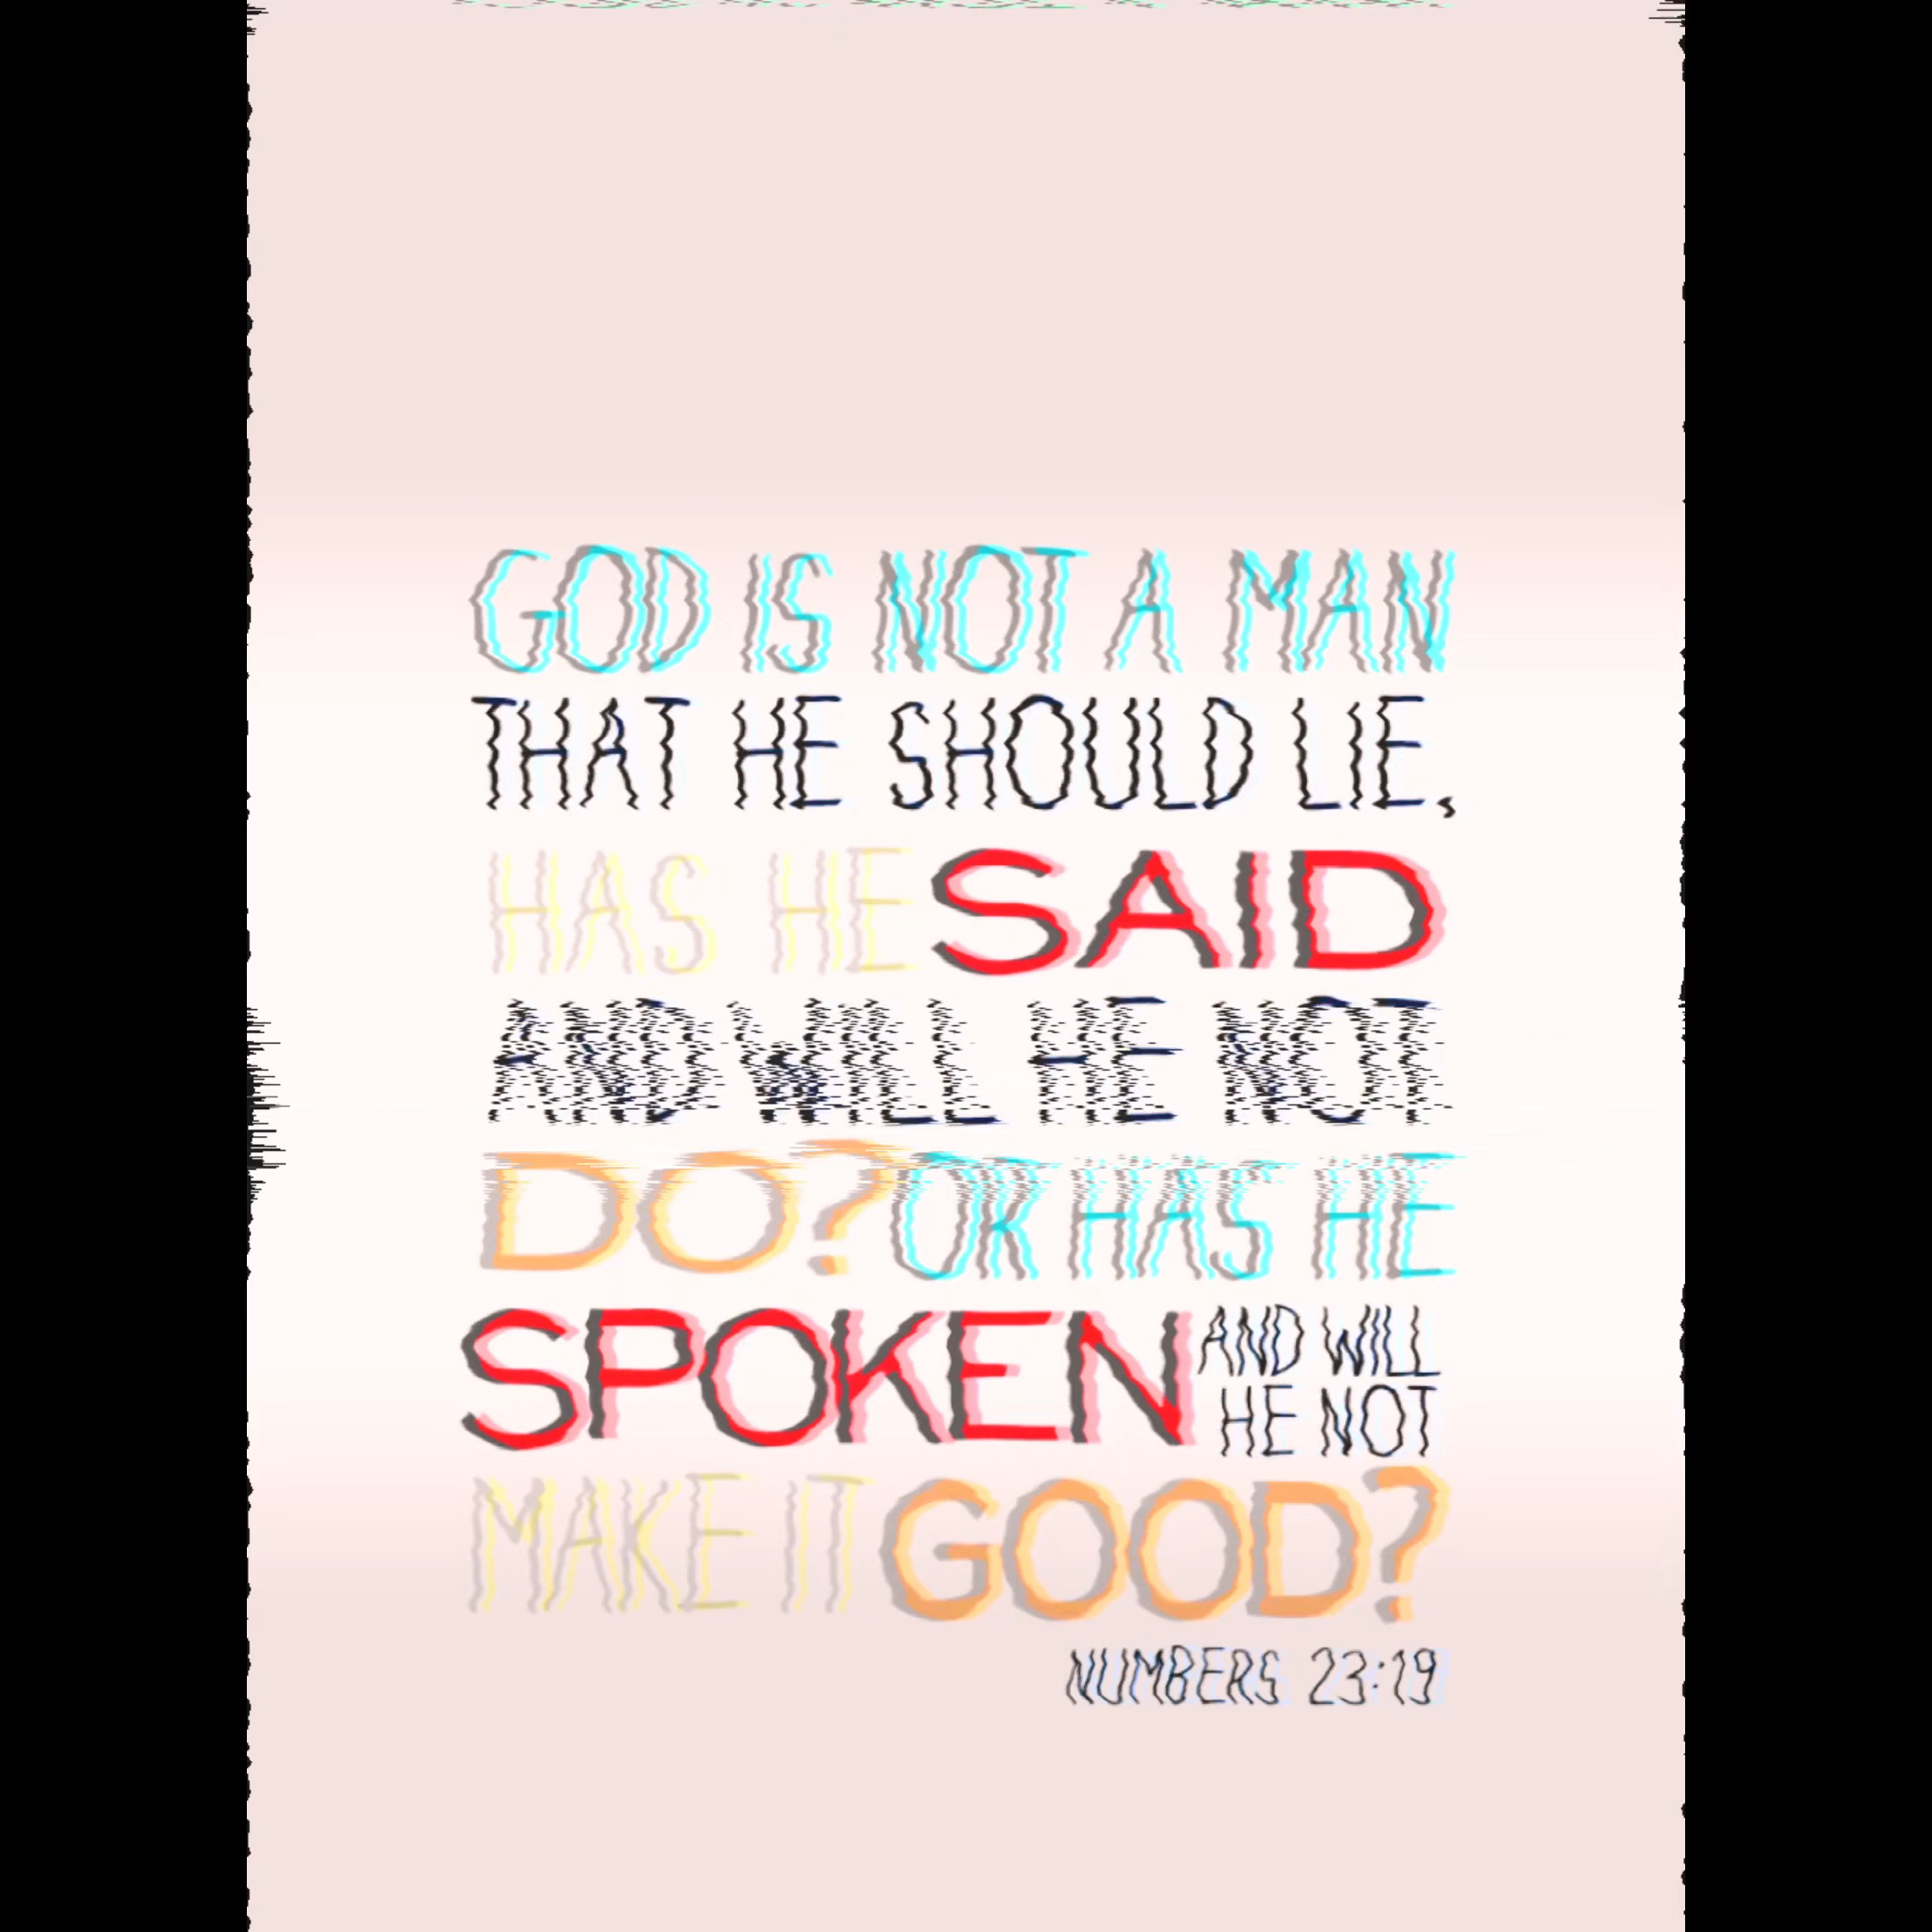 GOD IS NOT A MAN
THAT HE SHOULD LIE,
HAS HE SAID
AND WILL HE NOT
DO? OR HAS HE
SPOKEN AND WILL
HE NOT
MAKE IT GOOD?
NUMBERS 23:19